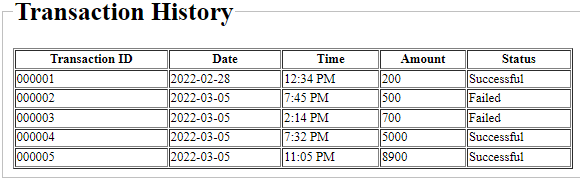 Transaction History
Transaction ID Date Time Amount Status
000001 2022-02-28 12:34 PM 200 Successful
000002 2022-03-05 7:45 PM 500 Failed
000003 2022-03-05 2:14 PM 700 Failed
000004 2022-03-05 7:32 PM 5000 Successful
000005 2022-03-05 11:05 PM 8900 Successful